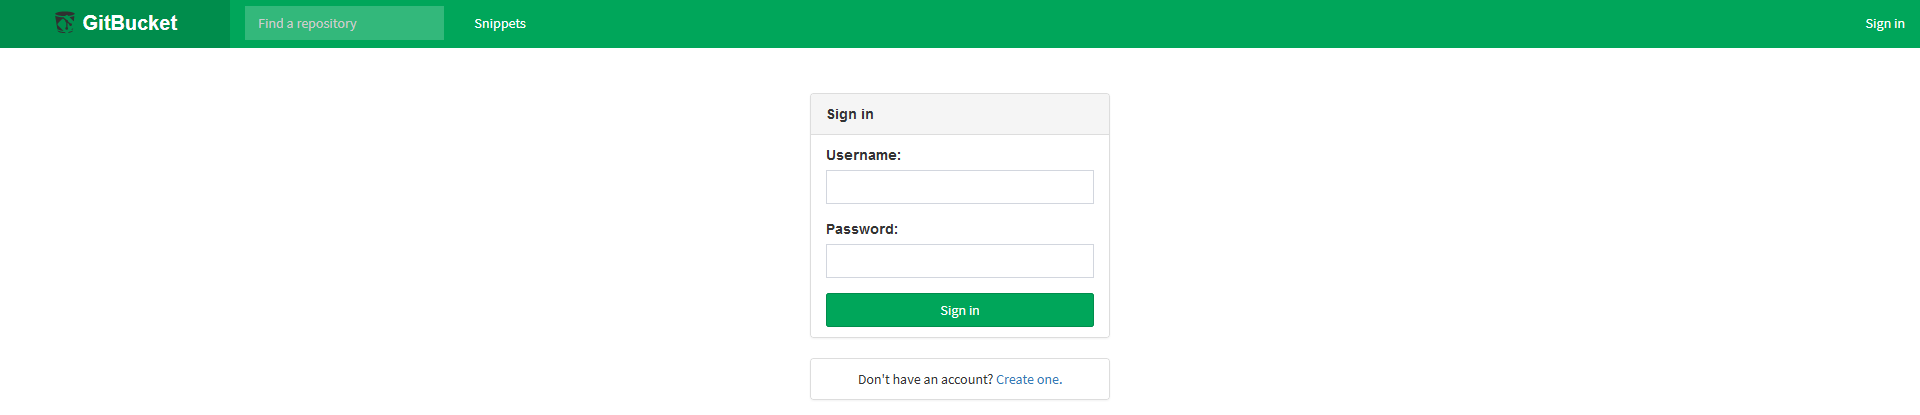 GitBucket Find a repository Snippets Sign in
Sign in
Username:
Password:
Sign in
Don't have an account? Create one.